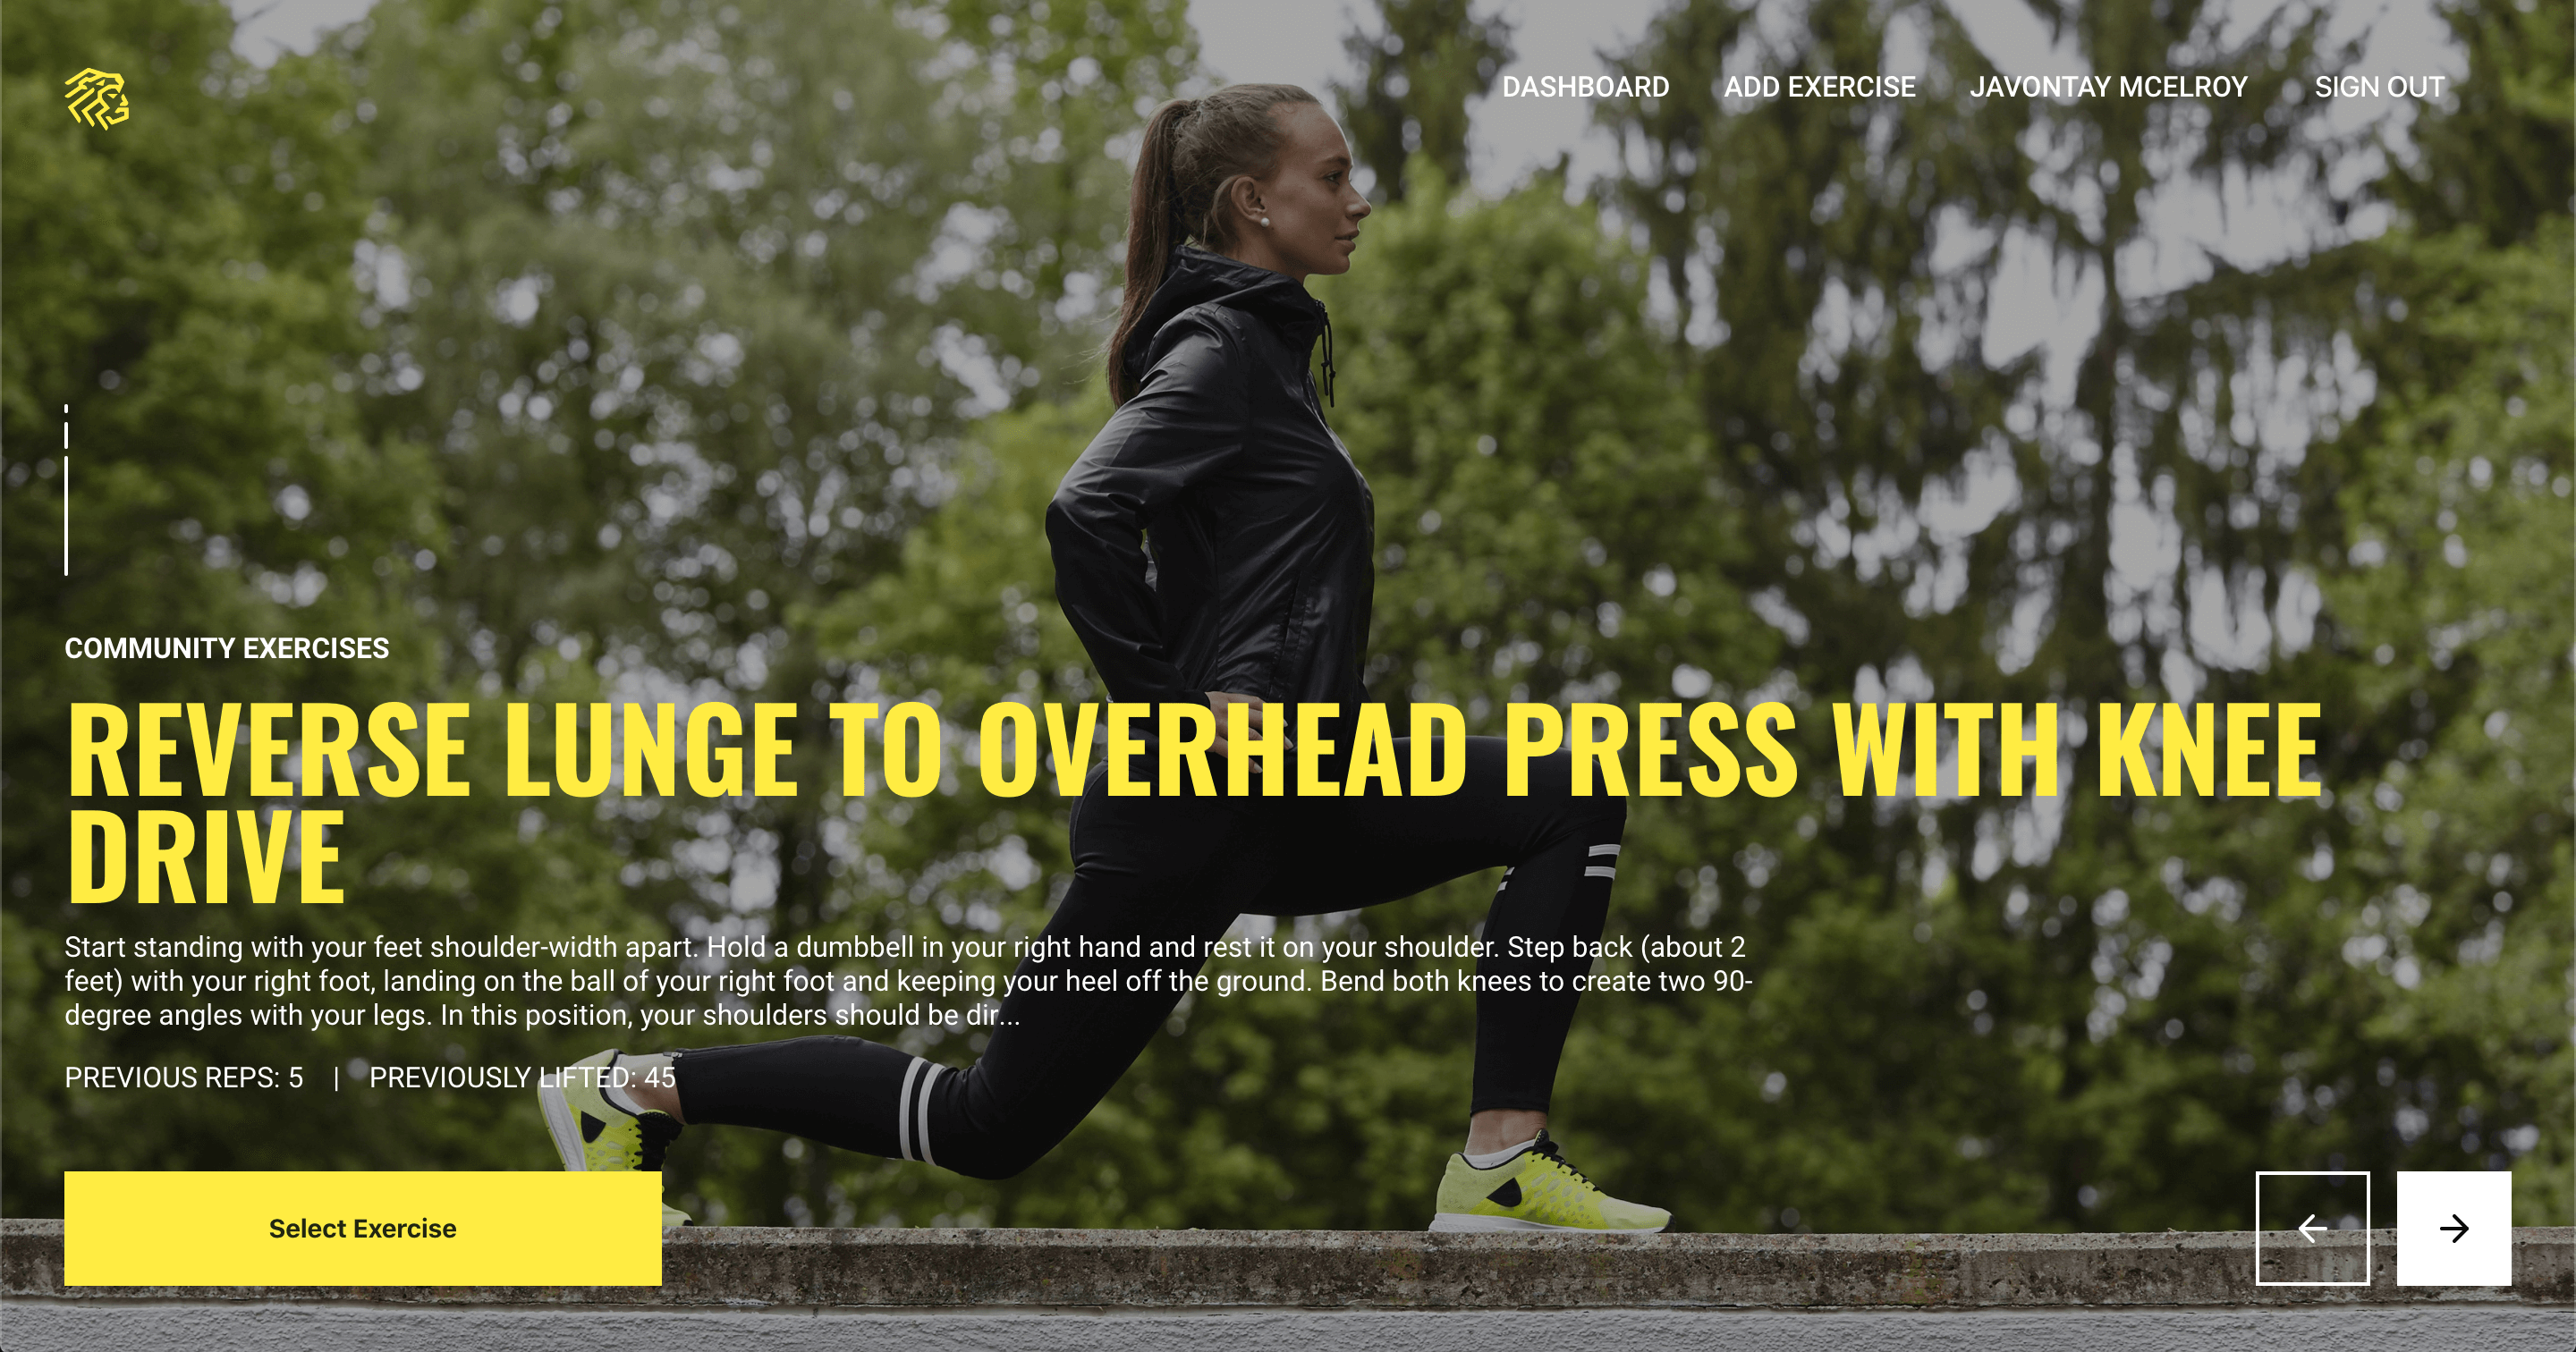 DASHBOARD ADD EXERCISE JAVONTAY MCELROY SIGN OUT
COMMUNITY EXERCISES
REVERSE LUNGE TO OVERHEAD PRESS WITH KNEE
DRIVE
Start standing with your feet shoulder-width apart. Hold a dumbbell in your right hand and rest it on your shoulder. Step back (about 2
feet) with your right foot, landing on the ball of your right foot and keeping your heel off the ground. Bend both knees to create two 90-
degree angles with your legs. In this position, your shoulders should be dir...
PREVIOUS REPS: 5 | PREVIOUSLY LIFTED: 45
Select Exercise